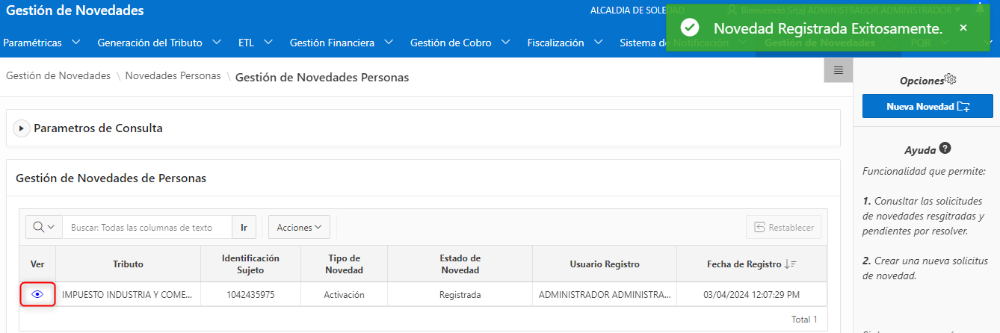 Gestión de Novedades
ALCALDIA DE SOLEDAD
Bienvenido Sr(a) ADMINISTRADOR ADMINISTRADOR
Novedad Registrada Exitosamente.
Paramétricas
Generación del Tributo
ETL
Gestión Financiera
Gestión de Cobro
Fiscalización
Sistema de Notificación
Gestión de Novedades
PQR
Gestión de Novedades \ Novedades Personas \ Gestión de Novedades Personas
Opciones
Nueva Novedad
Parametros de Consulta
Ayuda
Funcionalidad que permite:
1. Conusltar las solicitudes
de novedades resgitradas y
pendientes por resolver.
2. Crear una nueva solicitus
de novedad.
Gestión de Novedades de Personas
Buscar: Todas las columnas de texto
Ir
Acciones
Restablecer
Ver
Tributo
Identificación
Sujeto
Tipo de
Novedad
Estado de
Novedad
Usuario Registro
Fecha de Registro
IMPUESTO INDUSTRIA Y COME...
1042435975
Activación
Registrada
ADMINISTRADOR ADMINISTRA...
03/04/2024 12:07:29 PM
Total 1